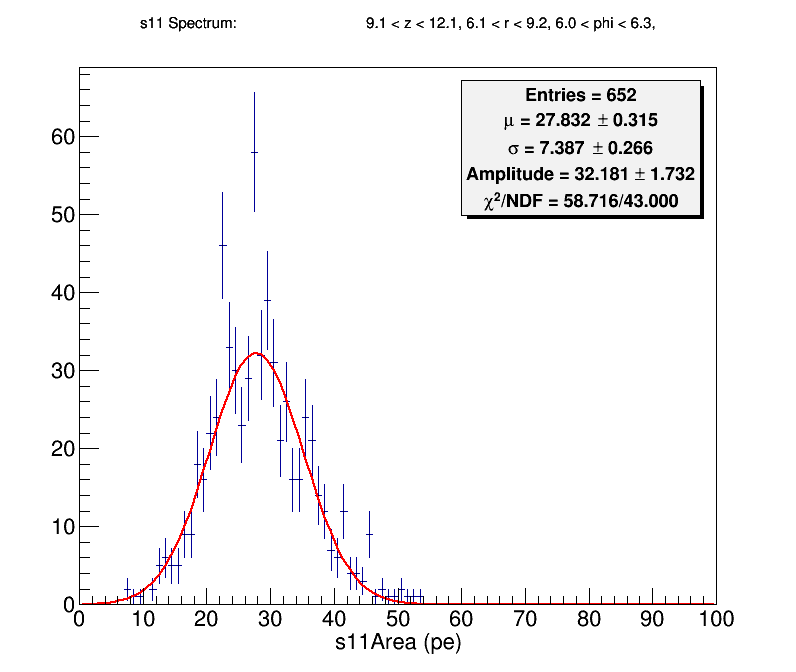 s11 Spectrum: 9.1 < z < 12.1, 6.1 < r < 9.2, 6.0 < phi < 6.3,
Entries = 652
μ = 27.832 ± 0.315
σ = 7.387 ± 0.266
Amplitude = 32.181 ± 1.732
χ²/NDF = 58.716/43.000
60
50
40
30
20
10
0
0 10 20 30 40 50 60 70 80 90 100
s11Area (pe)